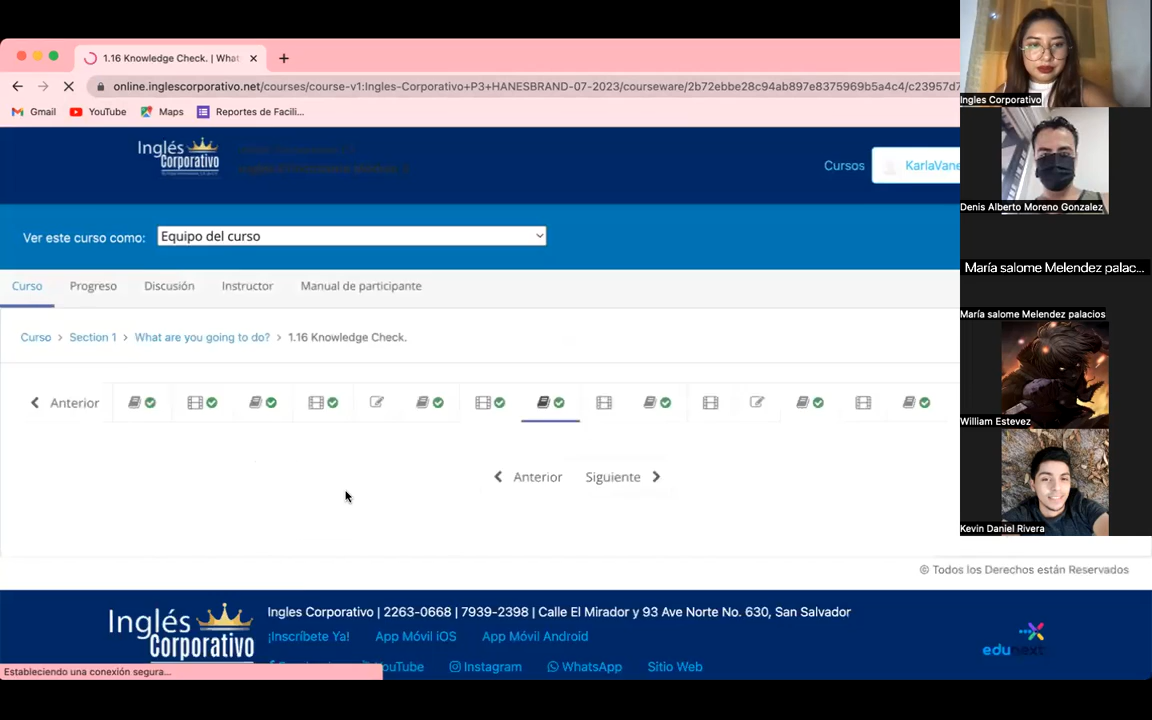 1.16 Knowledge Check. | What
online.inglescorporativo.net/courses/course-v1:Ingles-Corporativo+P3+HANESBRAND-07-2023/courseware/2b72ebbe28c94ab897e8375969b5a4c4/c23957d7
Gmail YouTube Maps Reportes de Facili...
Inglés
Corporativo
Cursos KarlaVane
Ver este curso como: Equipo del curso
Curso Progreso Discusión Instructor Manual de participante
Curso > Section 1 > What are you going to do? > 1.16 Knowledge Check.
Anterior
Anterior Siguiente
© Todos los Derechos están Reservados
Inglés
Corporativo
Ingles Corporativo | 2263-0668 | 7939-2398 | Calle El Mirador y 93 Ave Norte No. 630, San Salvador
¡Inscríbete Ya! App Móvil iOS App Móvil Android
YouTube Instagram WhatsApp Sitio Web
edunext
Estableciendo una conexión segura...
Ingles Corporativo
Denis Alberto Moreno Gonzalez
María salome Melendez palac...
María salome Melendez palacios
William Estevez
Kevin Daniel Rivera